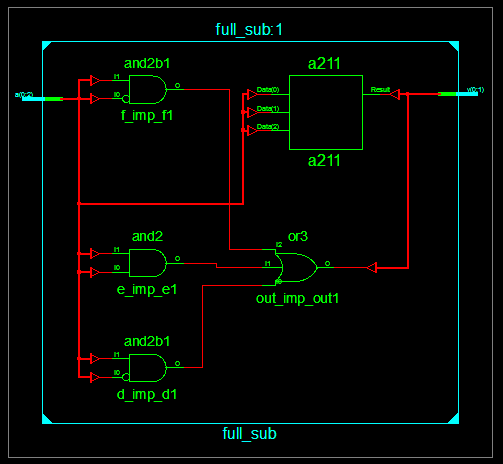 full_sub:1
and2b1
a211
I1
O
I0
f_imp_f1
Data(0)
Data(1)
Data(2)
Result
a(0:2)
y(0:1)
a211
and2
or3
I1
O
I0
e_imp_e1
I2
I1
I0
O
out_imp_out1
and2b1
I1
O
I0
d_imp_d1
full_sub